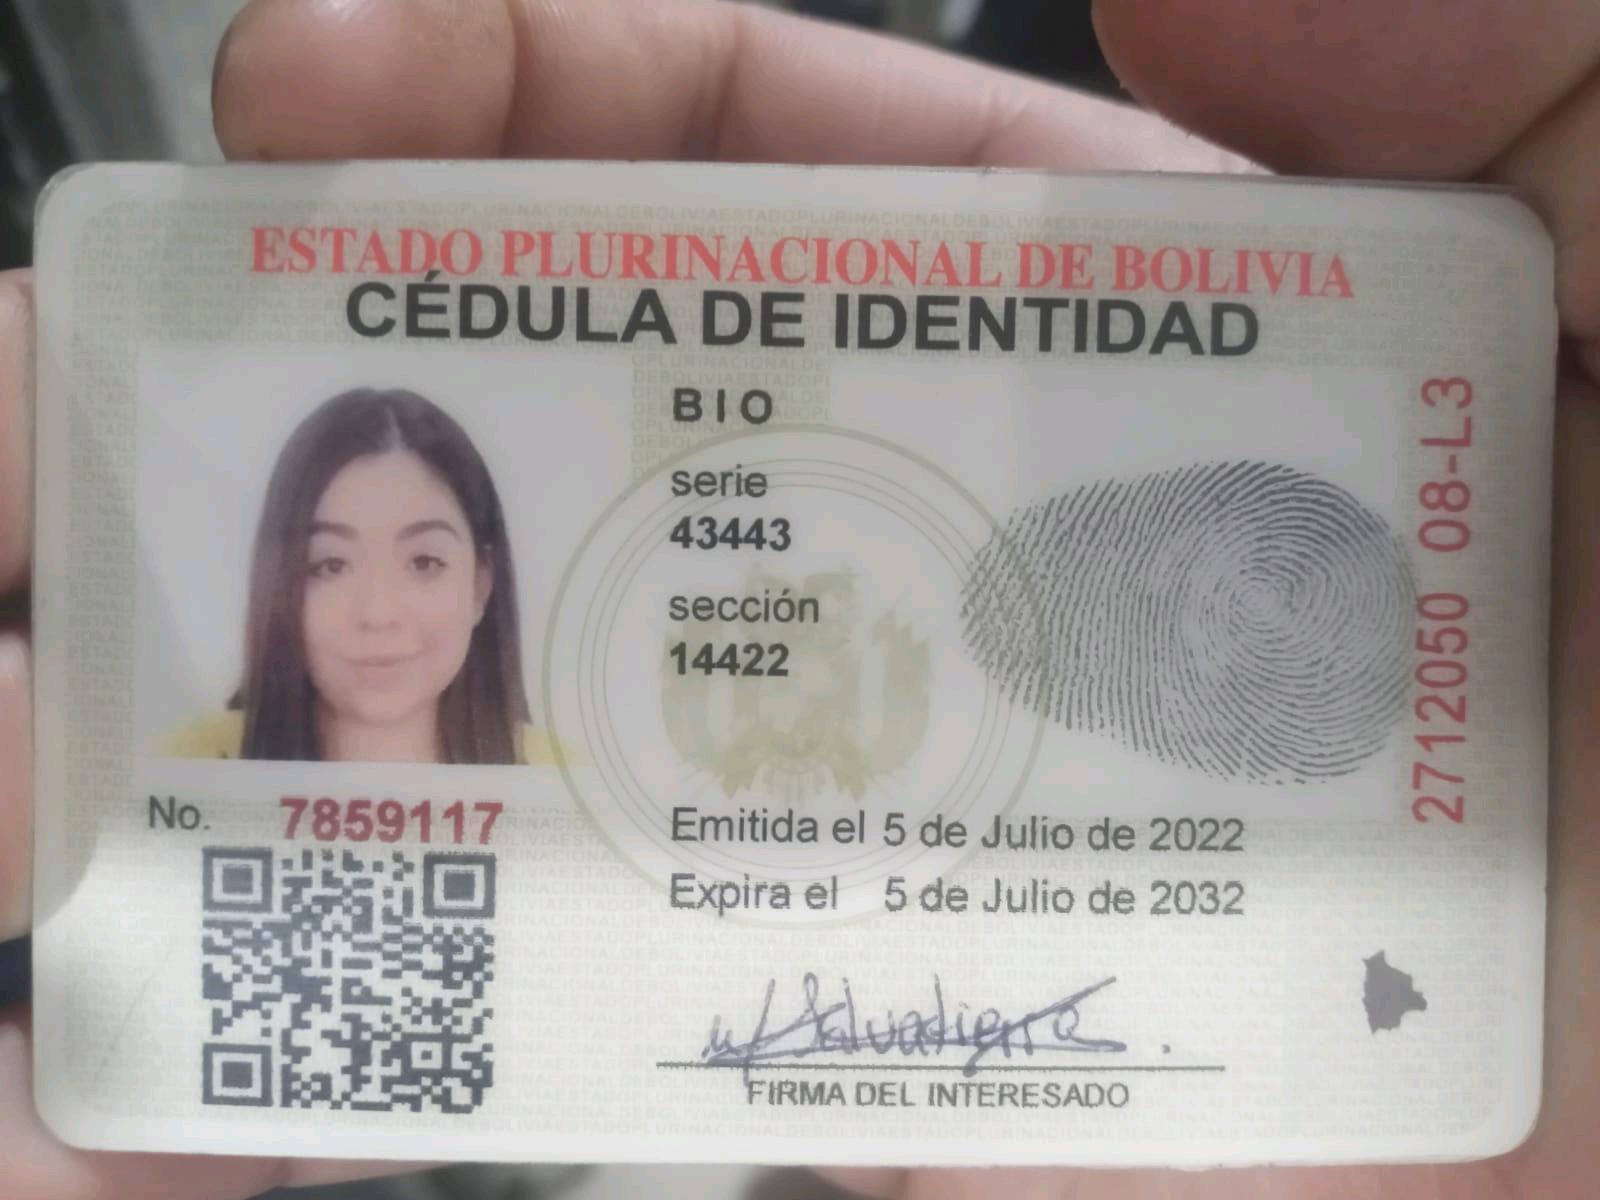 ESTADO PLURINACIONAL DE BOLIVIA
CÉDULA DE IDENTIDAD
BIO
serie
43443
sección
14422
27122050 08-L3
No. 7859117
Emitida el 5 de Julio de 2022
Expira el 5 de Julio de 2032
Salvatierra
FIRMA DEL INTERESADO